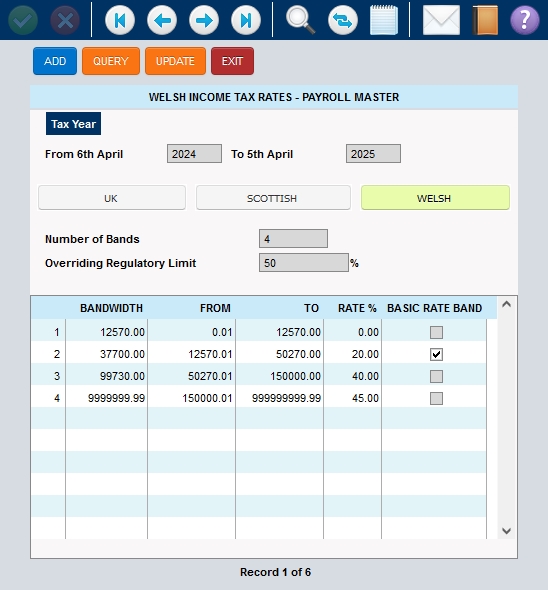 ADD QUERY UPDATE EXIT
WELSH INCOME TAX RATES - PAYROLL MASTER
Tax Year
From 6th April 2024 To 5th April 2025
UK SCOTTISH WELSH
Number of Bands 4
Overriding Regulatory Limit 50 %
BANDWIDTH FROM TO RATE % BASIC RATE BAND
1 12570.00 0.01 12570.00 0.00
2 37700.00 12570.01 50270.00 20.00
3 99730.00 50270.01 150000.00 40.00
4 9999999.99 150000.01 999999999.99 45.00
Record 1 of 6